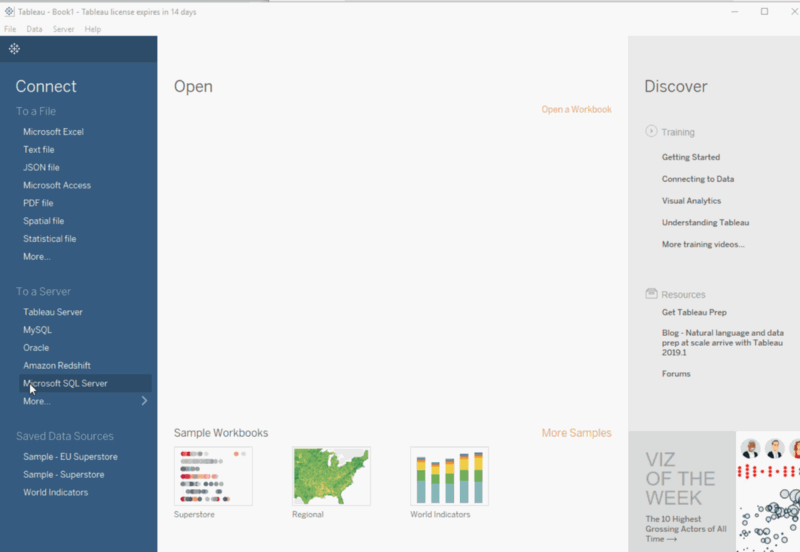 Tableau - Book1 - Tableau license expires in 14 days
File Data Server Help
Connect
To a File
Microsoft Excel
Text file
JSON file
Microsoft Access
PDF file
Spatial file
Statistical file
More...
To a Server
Tableau Server
MySQL
Oracle
Amazon Redshift
Microsoft SQL Server
More...
Saved Data Sources
Sample - EU Superstore
Sample - Superstore
World Indicators
Open
Open a Workbook
Sample Workbooks
More Samples
Superstore
Regional
World Indicators
Discover
Training
Getting Started
Connecting to Data
Visual Analytics
Understanding Tableau
More training videos...
Resources
Get Tableau Prep
Blog - Natural language and data
prep at scale arrive with Tableau
2019.1
Forums
VIZ
OF THE
WEEK
The 10 Highest
Grossing Actors of All
Time →